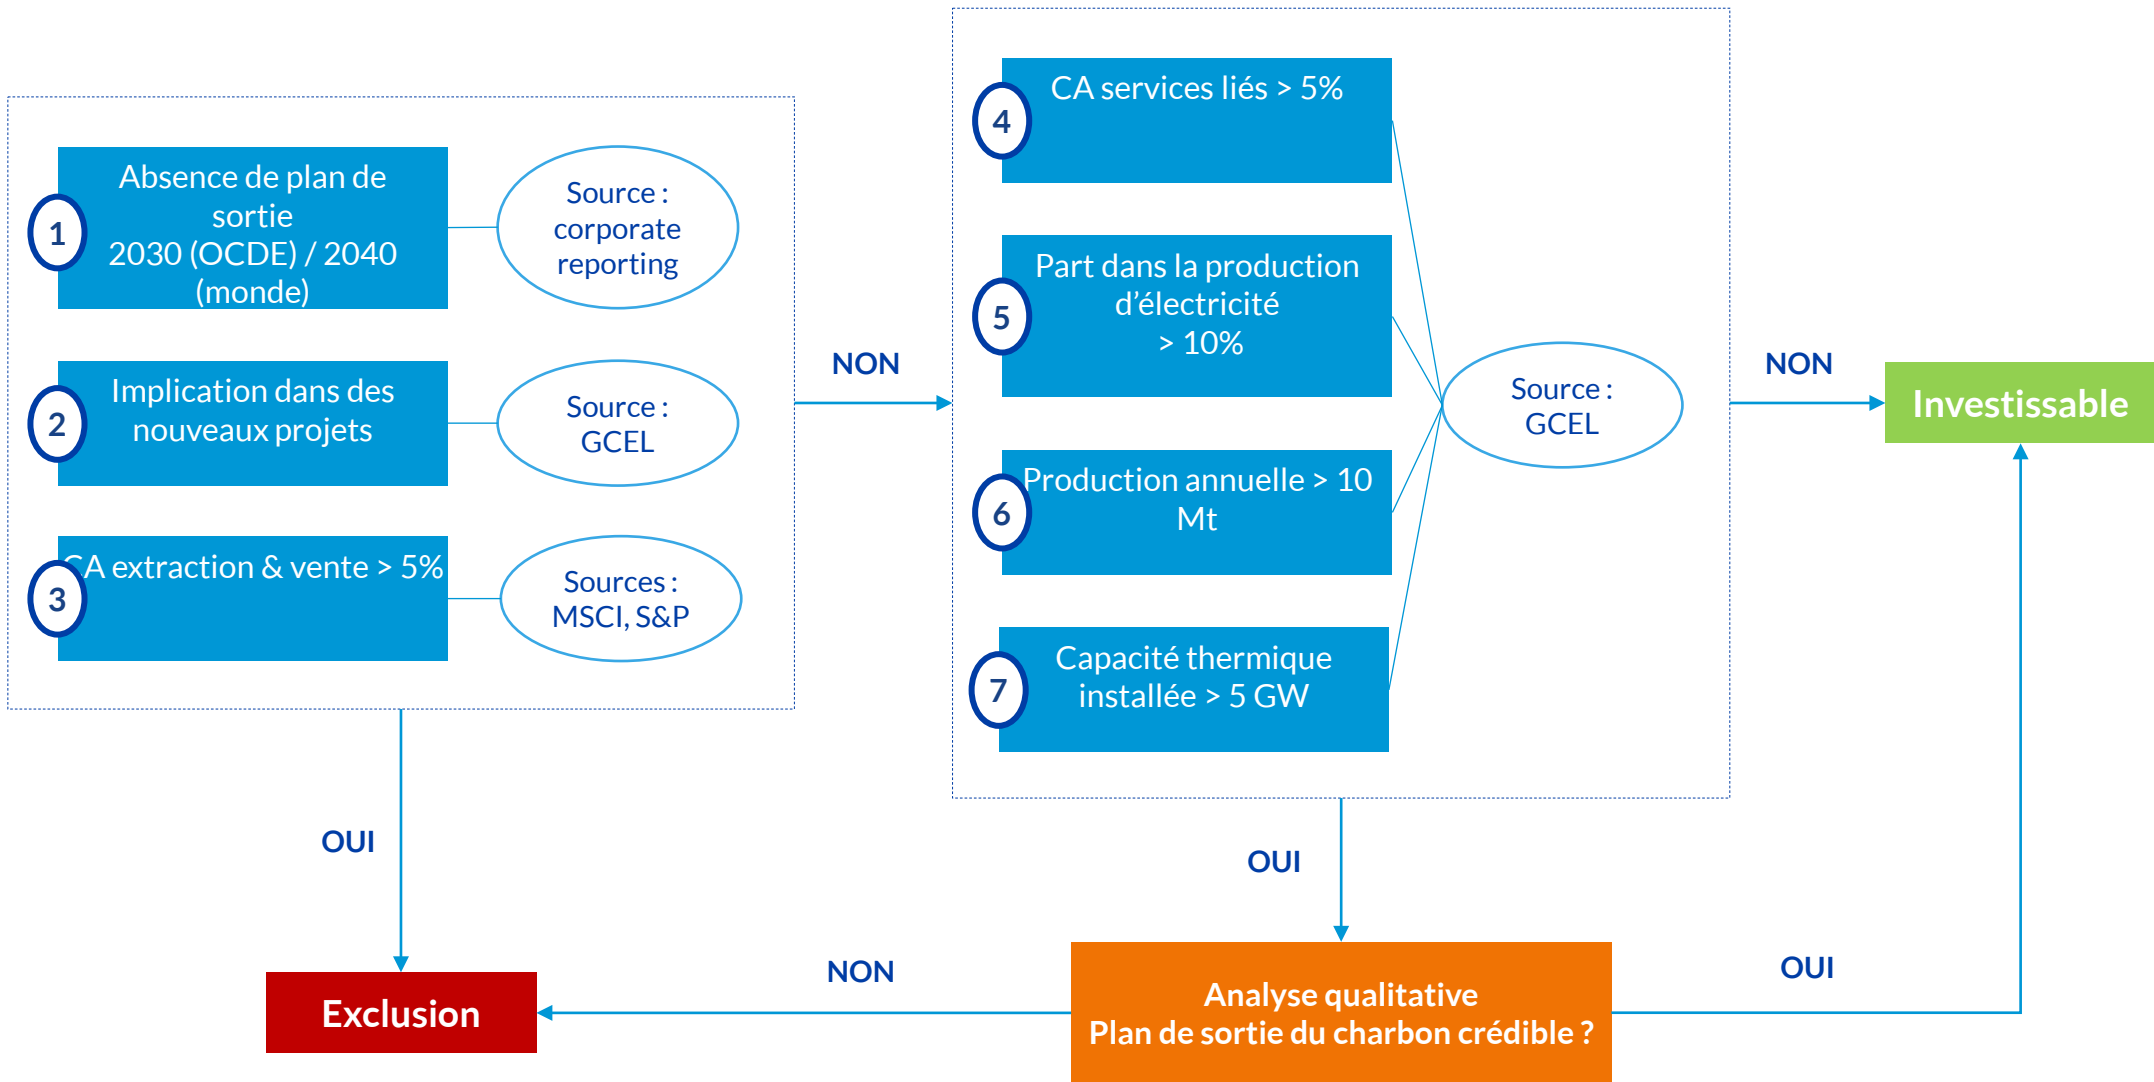 1
Absence de plan de
sortie
2030 (OCDE) / 2040
(monde)
Source :
corporate
reporting
2
Implication dans des
nouveaux projets
Source :
GCEL
3
CA extraction & vente > 5%
Sources :
MSCI, S&P
NON
4
CA services liés > 5%
5
Part dans la production
d’électricité
> 10%
6
Production annuelle > 10
Mt
7
Capacité thermique
installée > 5 GW
Source :
GCEL
NON
Investissable
OUI
OUI
Exclusion
NON
Analyse qualitative
Plan de sortie du charbon crédible ?
OUI